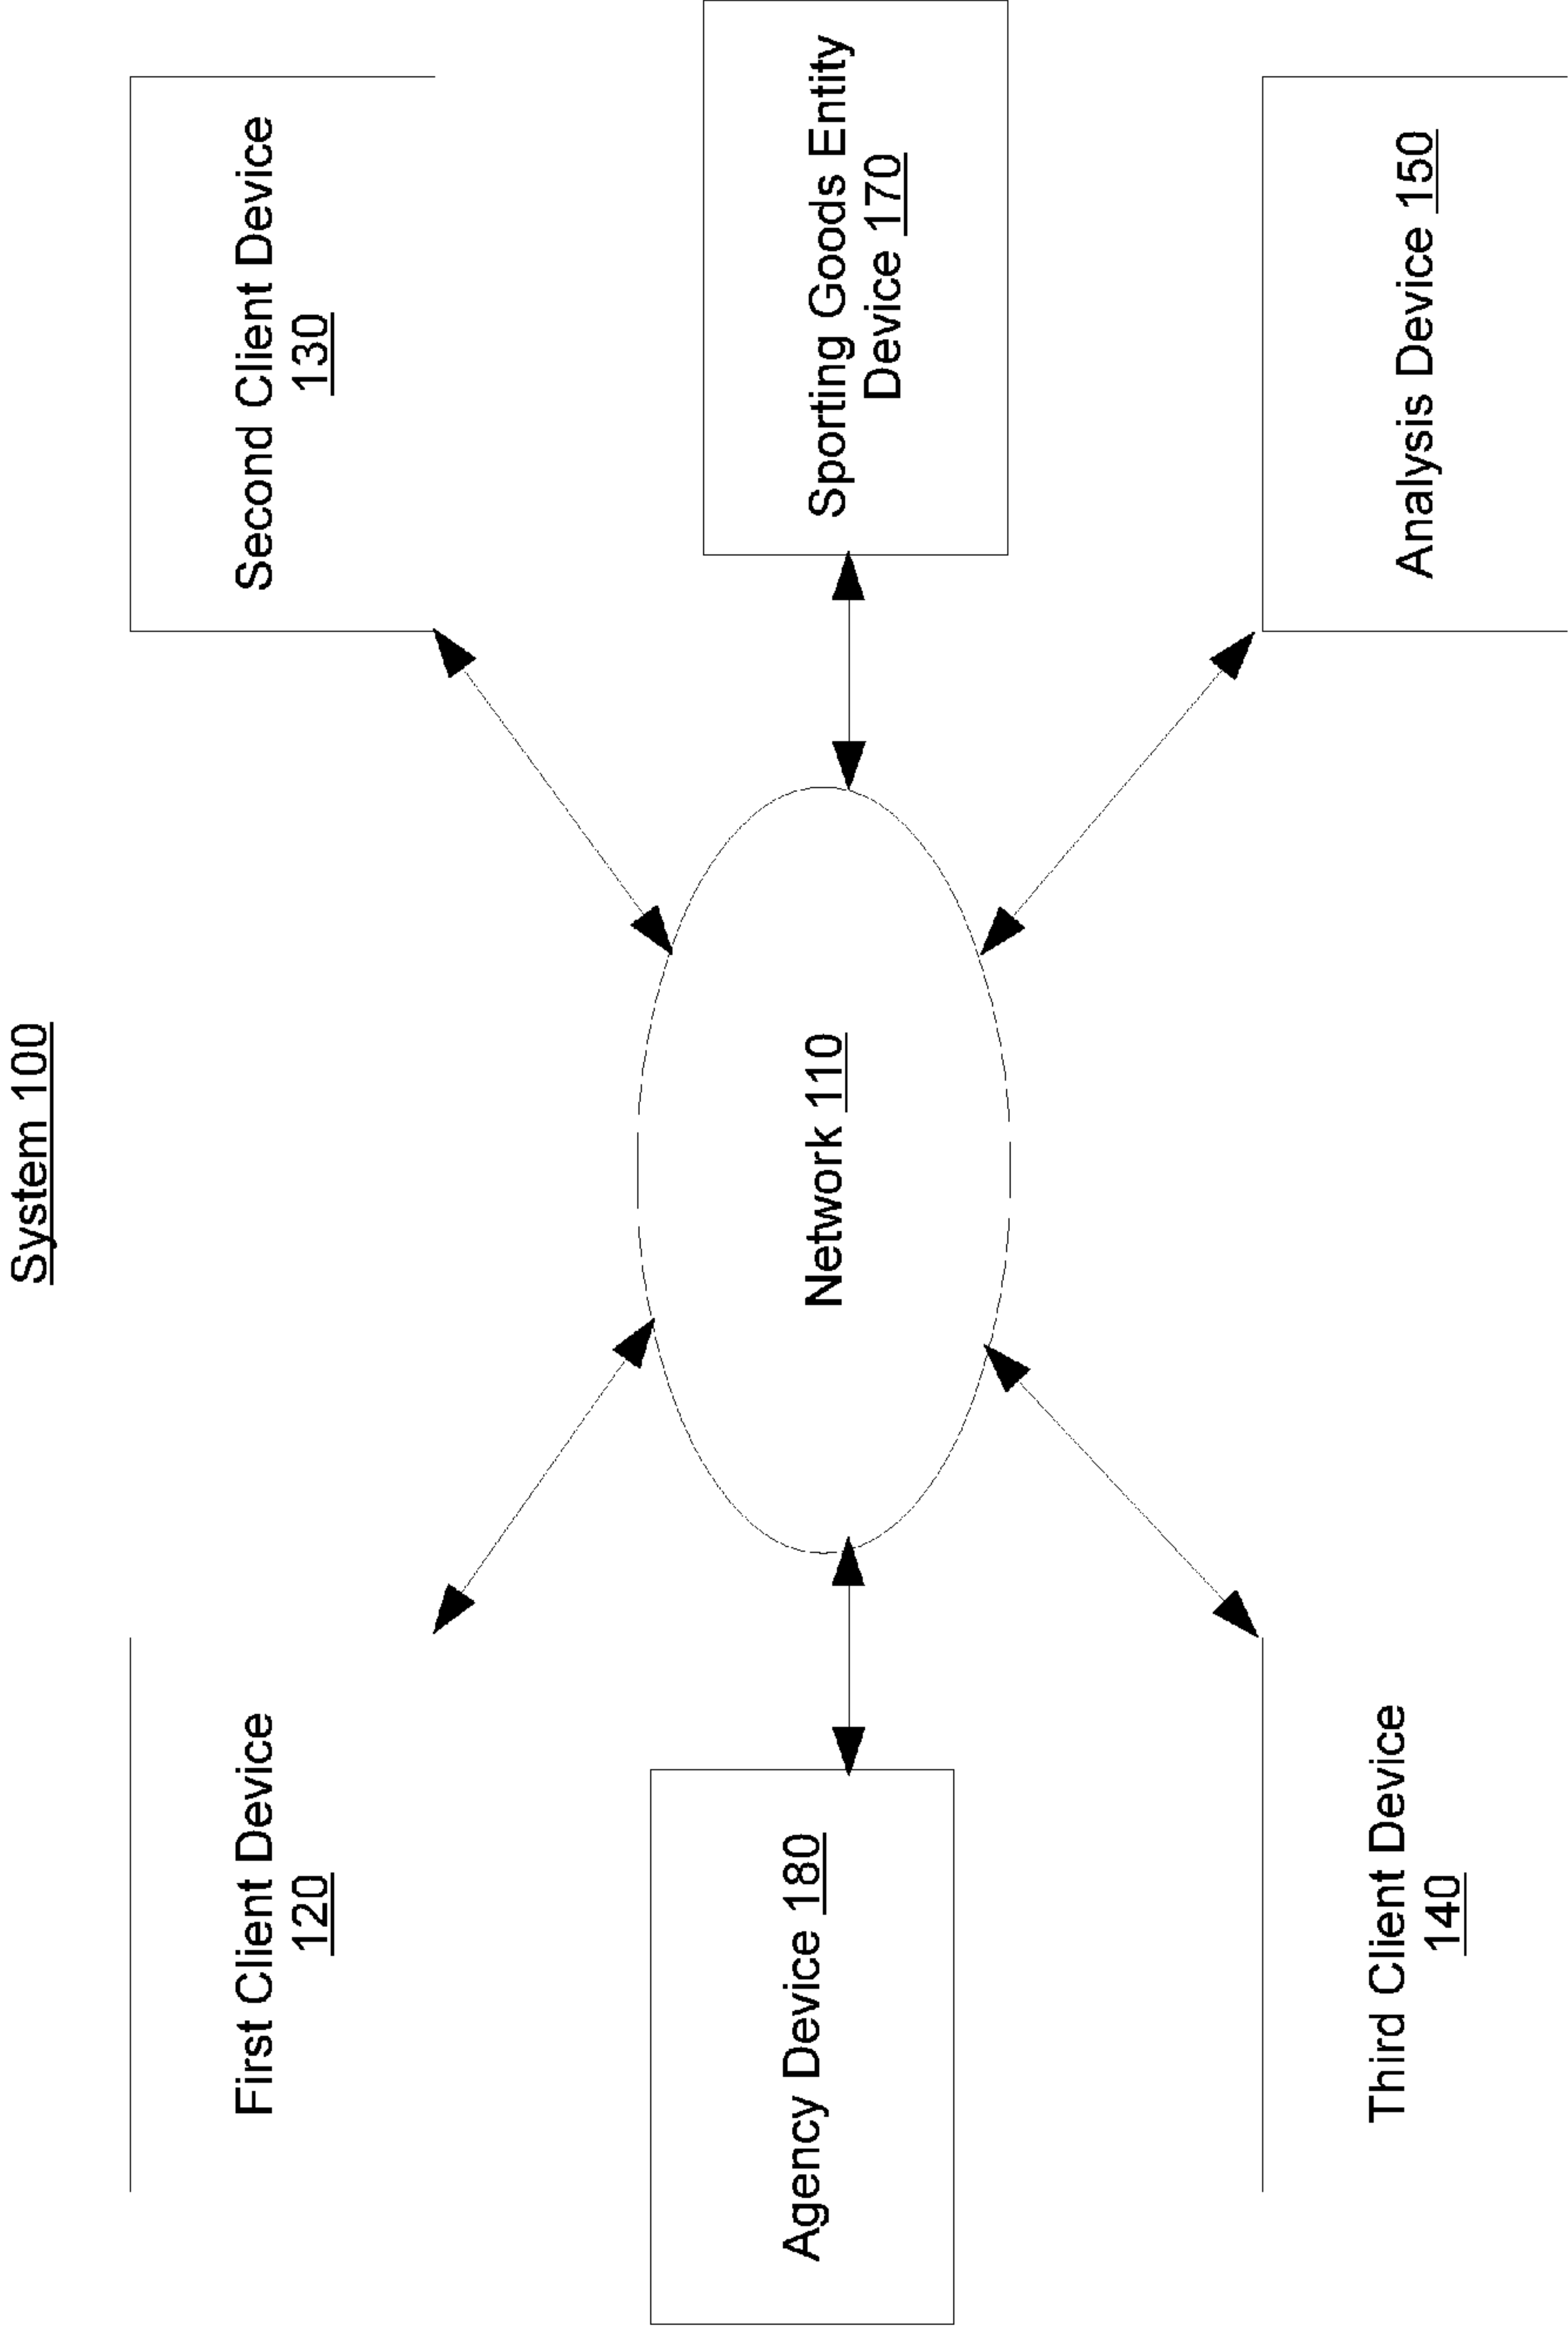 System 100
First Client Device
120
Second Client Device
130
Agency Device 180
Network 110
Sporting Goods Entity
Device 170
Third Client Device
140
Analysis Device 150